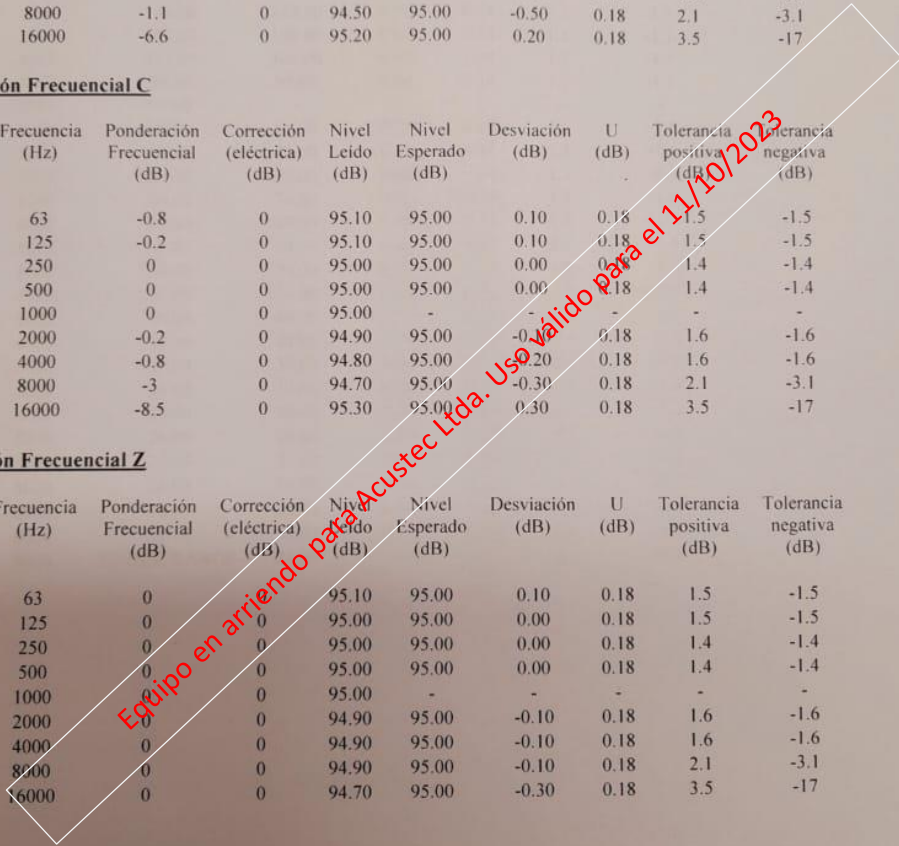 8000 -1.1 0 94.50 95.00 -0.50 0.18 2.1 -3.1
16000 -6.6 0 95.20 95.00 0.20 0.18 3.5 -17
ón Frecuencial C
Frecuencia Ponderación Corrección Nivel Nivel Desviación U Tolerancia Tolerancia
(Hz) Frecuencial (eléctrica) Leído Esperado (dB) (dB) positiva negativa
(dB) (dB) (dB) (dB) (dB) (dB)
63 -0.8 0 95.10 95.00 0.10 0.18 1.5 -1.5
125 -0.2 0 95.10 95.00 0.10 0.18 1.5 -1.5
250 0 0 95.00 95.00 0.00 0.18 1.4 -1.4
500 0 0 95.00 95.00 0.00 0.18 1.4 -1.4
1000 0 0 95.00 - - - - -
2000 -0.2 0 94.90 95.00 -0.10 0.18 1.6 -1.6
4000 -0.8 0 94.80 95.00 -0.20 0.18 1.6 -1.6
8000 -3 0 94.70 95.00 -0.30 0.18 2.1 -3.1
16000 -8.5 0 95.30 95.00 0.30 0.18 3.5 -17
ón Frecuencial Z
Frecuencia Ponderación Corrección Nivel Nivel Desviación U Tolerancia Tolerancia
(Hz) Frecuencial (eléctrica) Leído Esperado (dB) (dB) positiva negativa
(dB) (dB) (dB) (dB) (dB) (dB)
63 0 0 95.10 95.00 0.10 0.18 1.5 -1.5
125 0 0 95.00 95.00 0.00 0.18 1.5 -1.5
250 0 0 95.00 95.00 0.00 0.18 1.4 -1.4
500 0 0 95.00 95.00 0.00 0.18 1.4 -1.4
1000 0 0 95.00 - - - - -
2000 0 0 94.90 95.00 -0.10 0.18 1.6 -1.6
4000 0 0 94.90 95.00 -0.10 0.18 1.6 -1.6
8000 0 0 94.90 95.00 -0.10 0.18 2.1 -3.1
16000 0 0 94.70 95.00 -0.30 0.18 3.5 -17
Equipo en arriendo para Acustec Ltda. Uso válido para el 11/10/2023